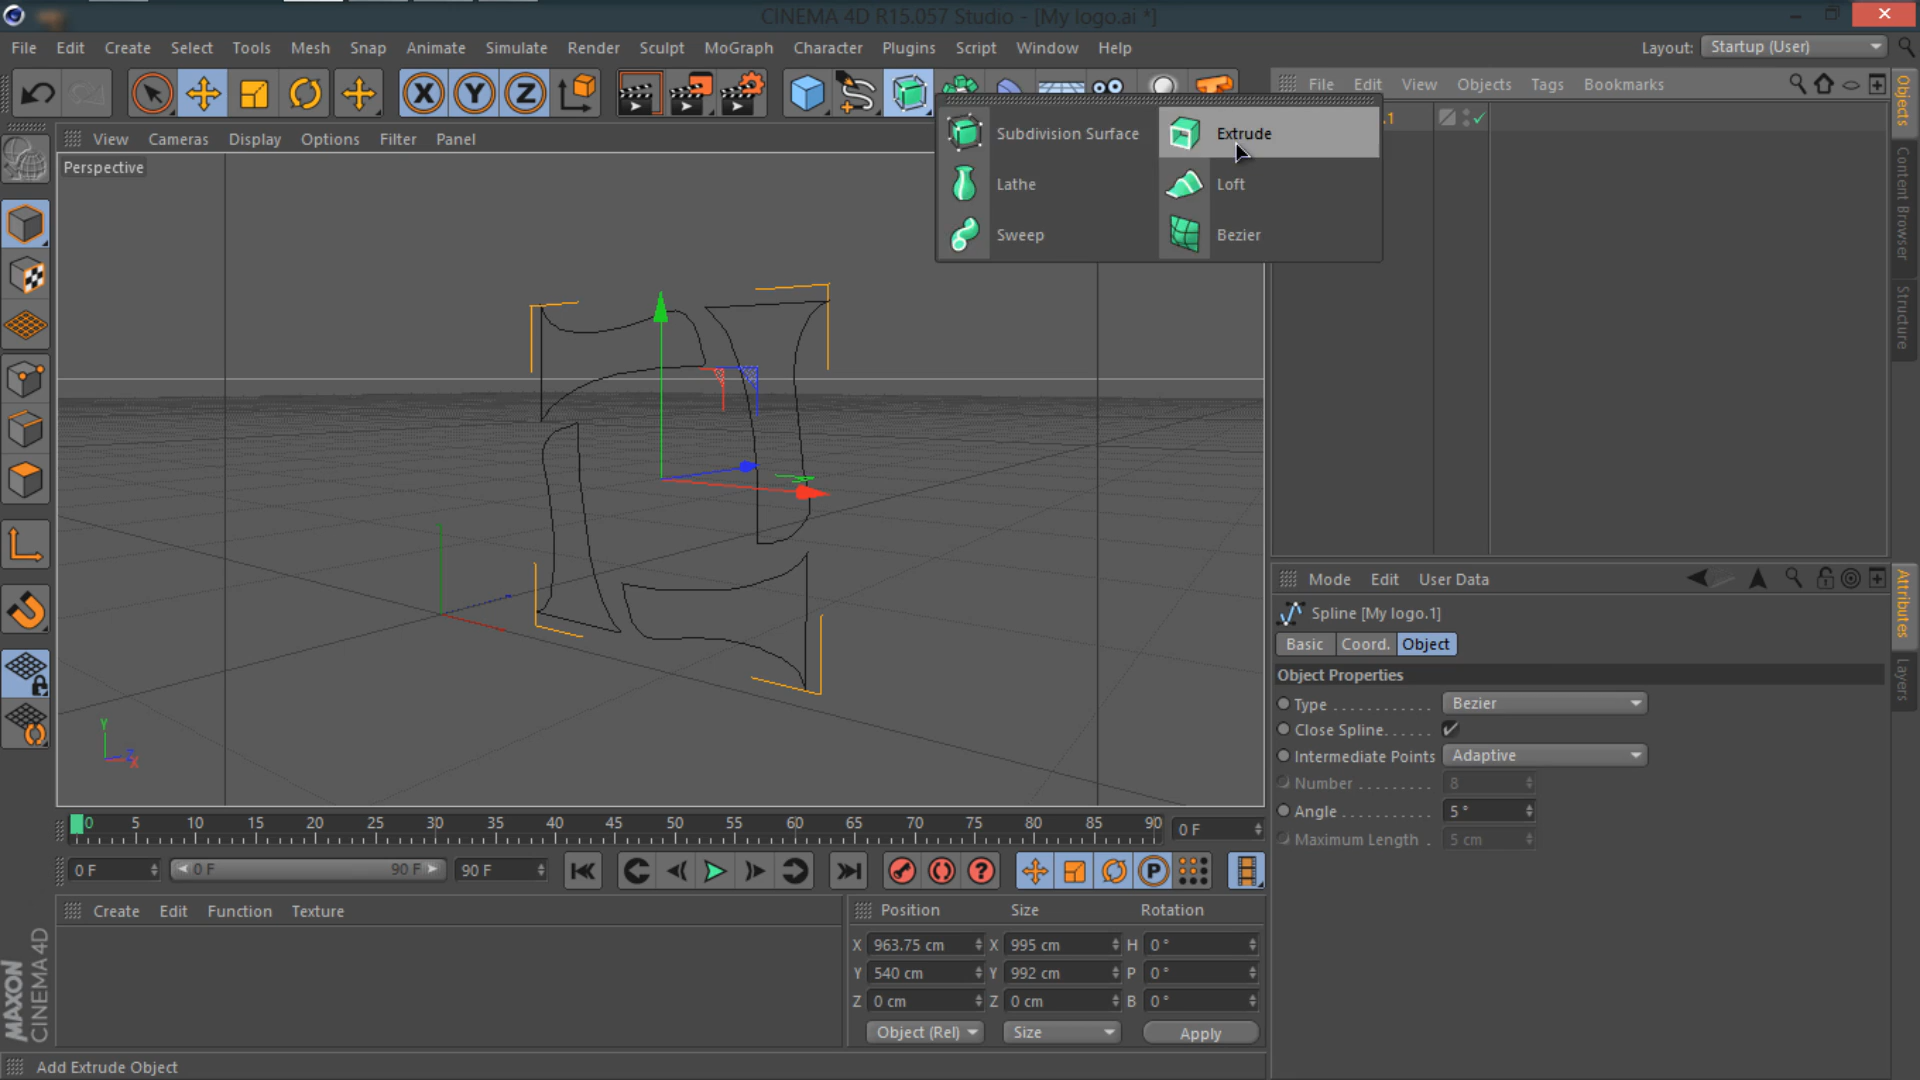 CINEMA 4D R15.057 Studio - [My logo.ai *]
File Edit Create Select Tools Mesh Snap Animate Simulate Render Sculpt MoGraph Character Plugins Script Window Help Layout: Startup (User)
File Edit View Objects Tags Bookmarks
View Cameras Display Options Filter Panel
Perspective
Subdivision Surface Extrude
Lathe Loft
Sweep Bezier
.1
Objects
Content Browser
Structure
Mode Edit User Data
Spline [My logo.1]
Basic Coord. Object
Object Properties
Type . . . . . . . . . . . . Bezier
Close Spline. . . . . .
Intermediate Points Adaptive
Number . . . . . . . . . 8
Angle . . . . . . . . . . . 5 °
Maximum Length . 5 cm
Attributes
Layers
Y
Z
X
0 5 10 15 20 25 30 35 40 45 50 55 60 65 70 75 80 85 90 0 F
0 F 0 F 90 F 90 F
P
Create Edit Function Texture
Position Size Rotation
X 963.75 cm X 995 cm H 0 °
Y 540 cm Y 992 cm P 0 °
Z 0 cm Z 0 cm B 0 °
Object (Rel) Size Apply
MAXON
CINEMA 4D
Add Extrude Object